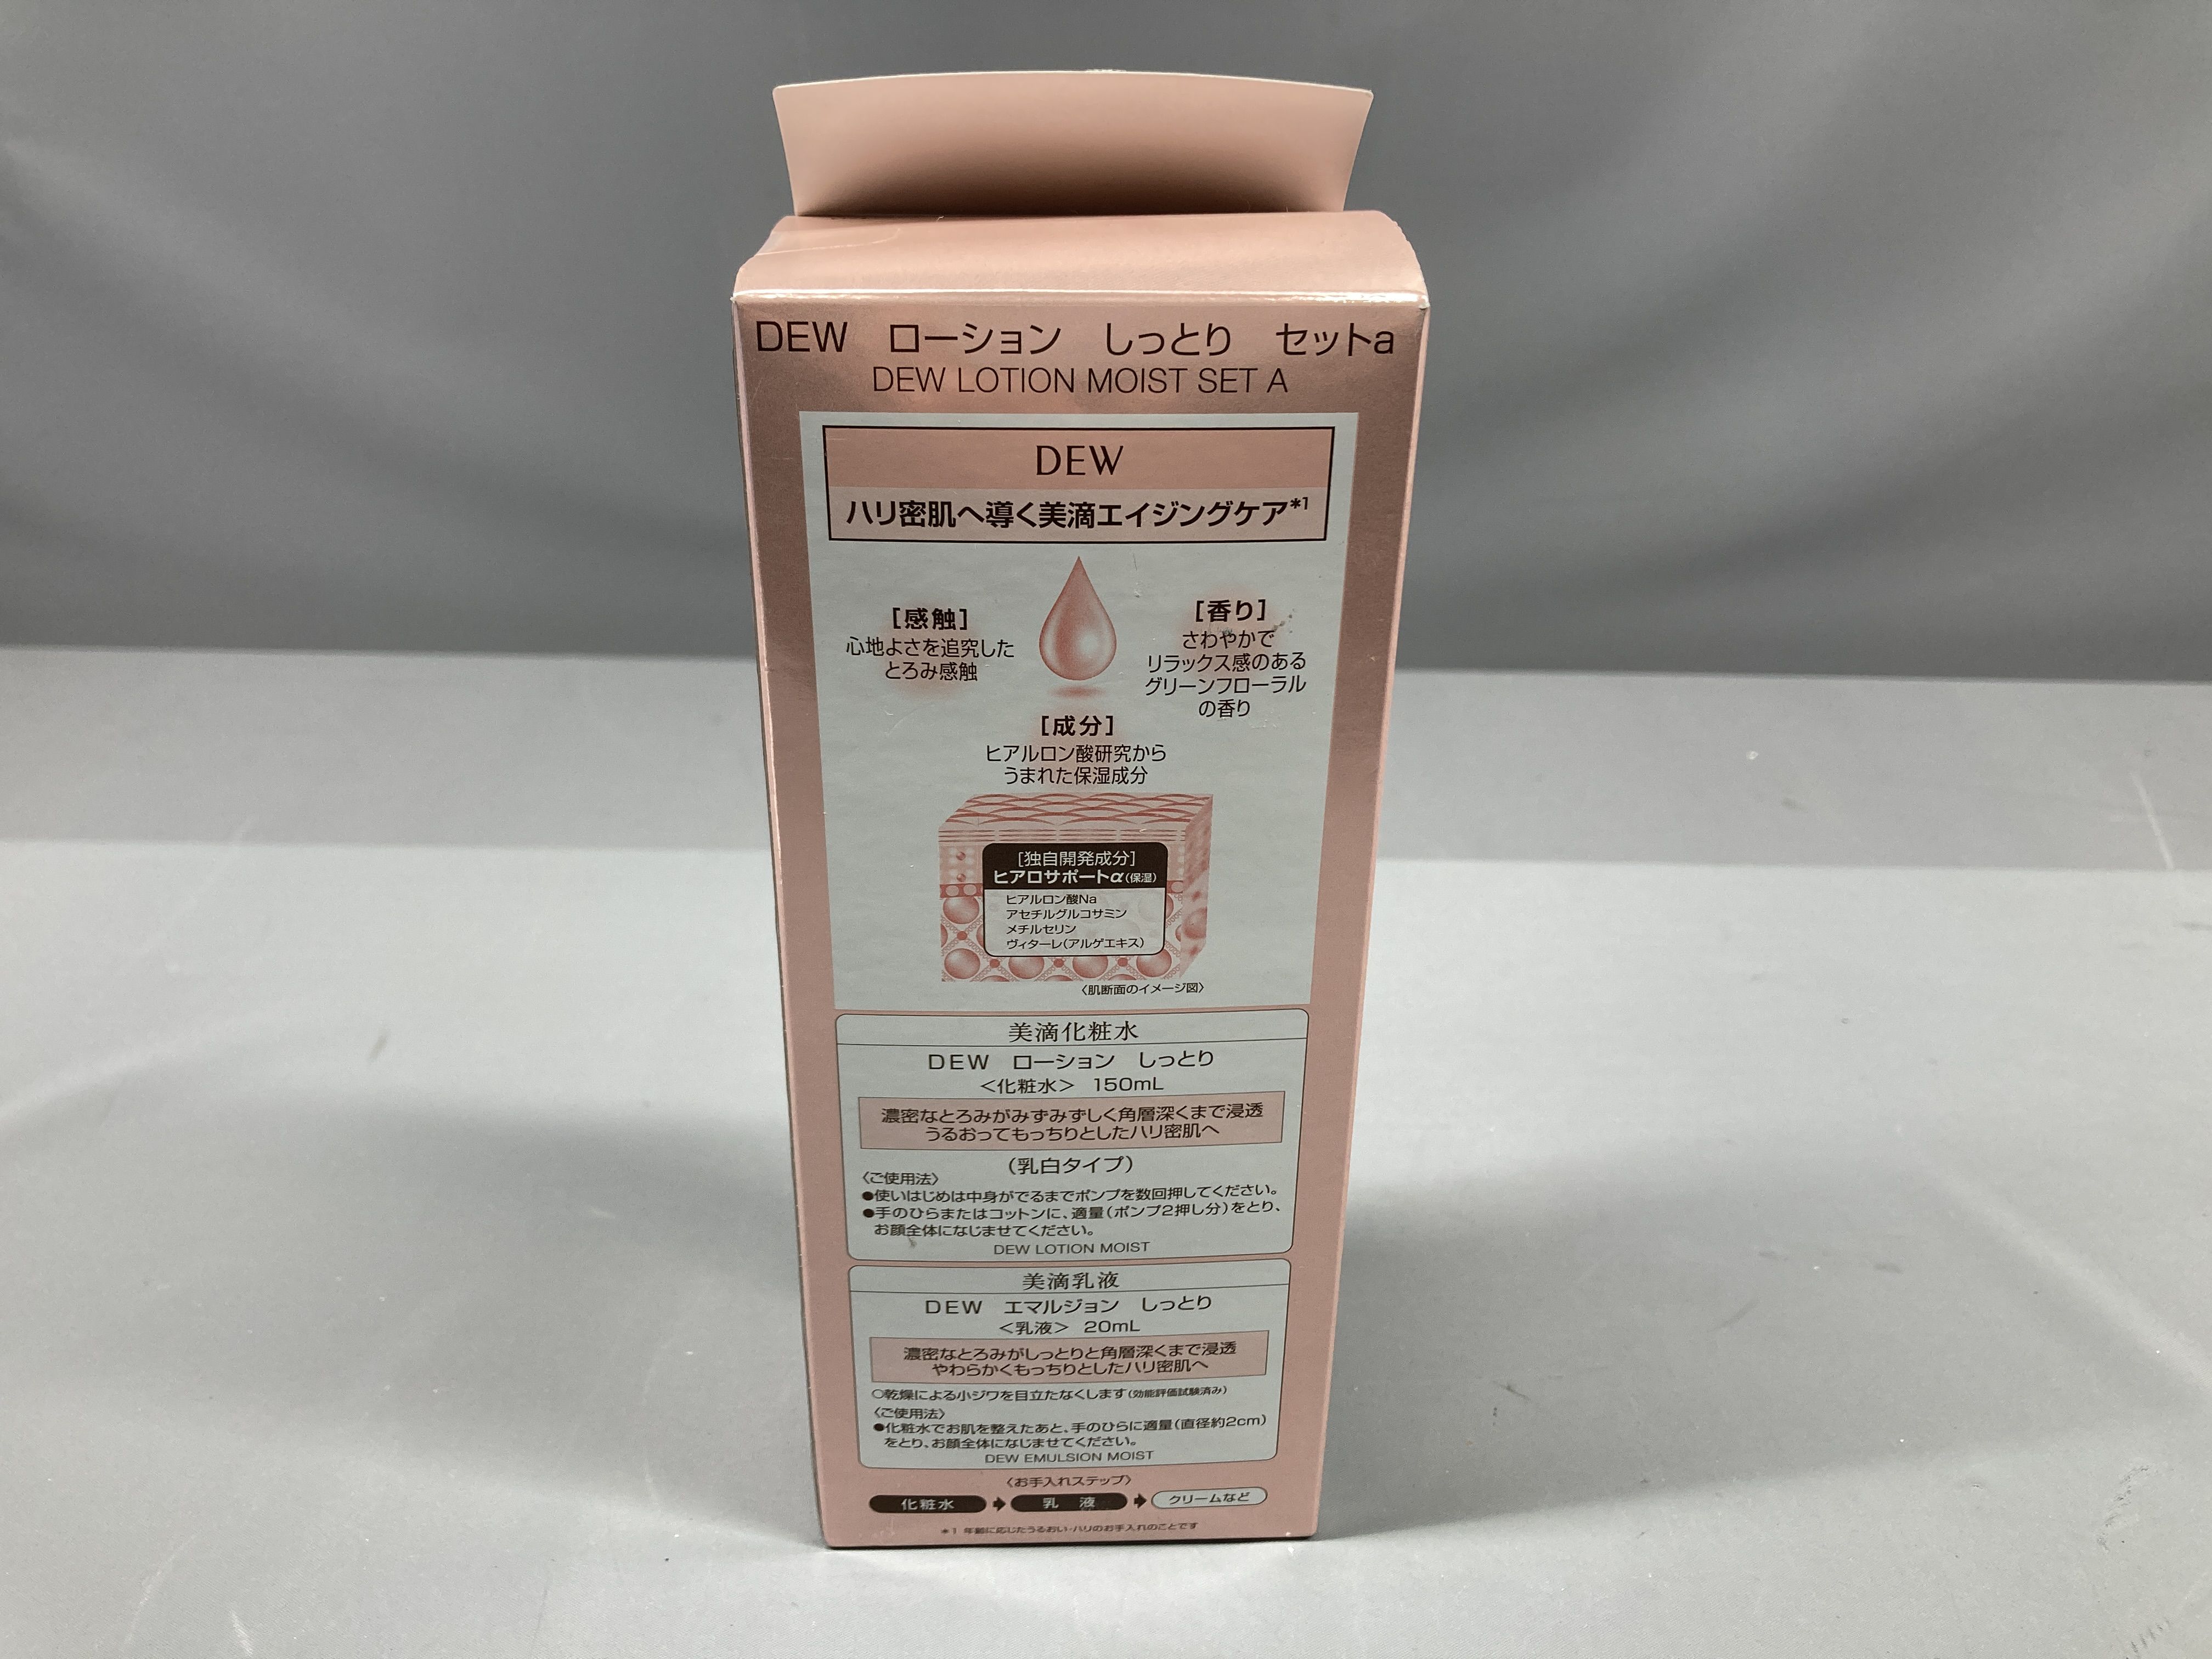 DEW ローション しっとり セットa
DEW LOTION MOIST SET A
DEW
ハリ密肌へ導く美滴エイジングケア*1
[感触]
心地よさを追究した
とろみ感触
[香り]
さわやかで
リラックス感のある
グリーンフローラル
の香り
[成分]
ヒアルロン酸研究から
うまれた保湿成分
[独自開発成分]
ヒアロサポートα(保湿)
ヒアルロン酸Na
アセチルグルコサミン
メチルセリン
ヴィターレ(アルゲエキス)
〈肌断面のイメージ図〉
美滴化粧水
DEW ローション しっとり
<化粧水> 150mL
濃密なとろみがみずみずしく角層深くまで浸透
うるおってもっちりとしたハリ密肌へ
(乳白タイプ)
〈ご使用法〉
●使いはじめは中身がでるまでポンプを数回押してください。
●手のひらまたはコットンに、適量(ポンプ2押し分)をとり、
お顔全体になじませてください。
DEW LOTION MOIST
美滴乳液
DEW エマルジョン しっとり
<乳液> 20mL
濃密なとろみがしっとりと角層深くまで浸透
やわらかくもっちりとしたハリ密肌へ
○乾燥による小ジワを目立たなくします(効能評価試験済み)
〈ご使用法〉
●化粧水でお肌を整えたあと、手のひらに適量(直径約2cm)
をとり、お顔全体になじませてください。
DEW EMULSION MOIST
〈お手入れステップ〉
化粧水 → 乳 液 → クリームなど
*1 年齢に応じたうるおい・ハリのお手入れのことです